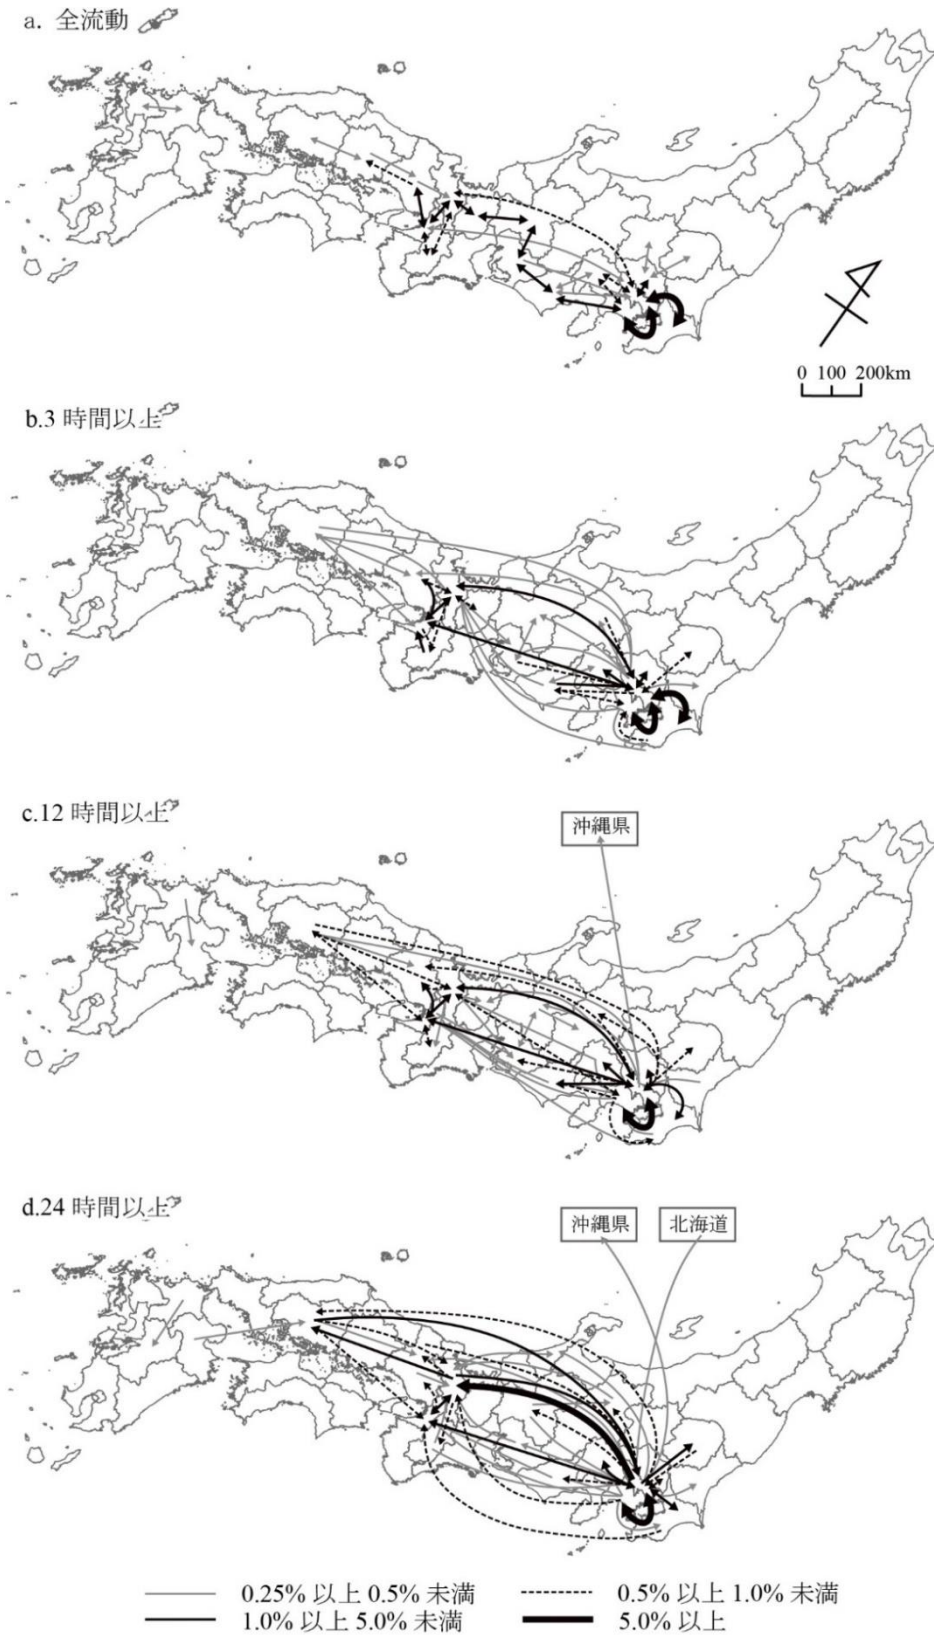 a. 全流動
0 100 200km
b.3 時間以上
c.12 時間以上
沖縄県
d.24 時間以上
沖縄県
北海道
0.25% 以上 0.5% 未満
0.5% 以上 1.0% 未満
1.0% 以上 5.0% 未満
5.0% 以上